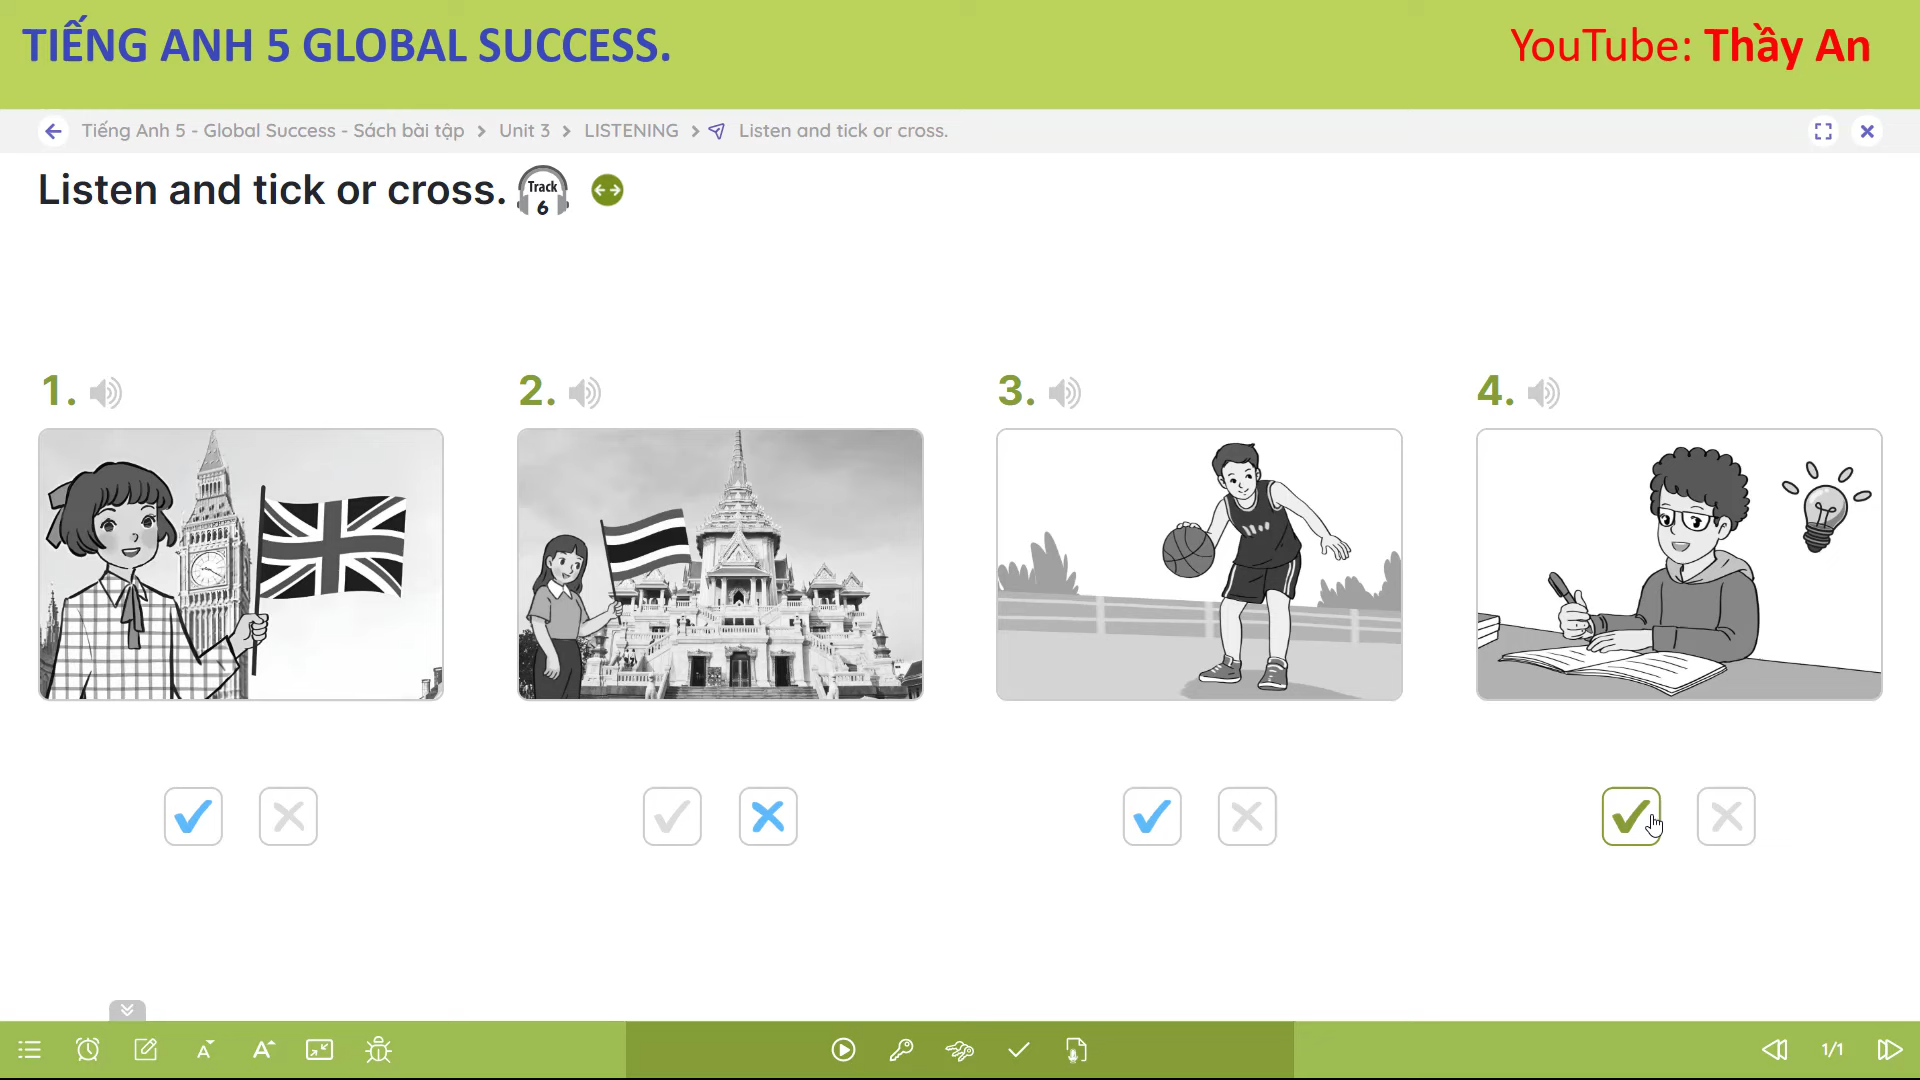 TIẾNG ANH 5 GLOBAL SUCCESS.
YouTube: Thầy An
Tiếng Anh 5 - Global Success - Sách bài tập > Unit 3 > LISTENING > Listen and tick or cross.
Listen and tick or cross. Track 6
1.
2.
3.
4.
1/1